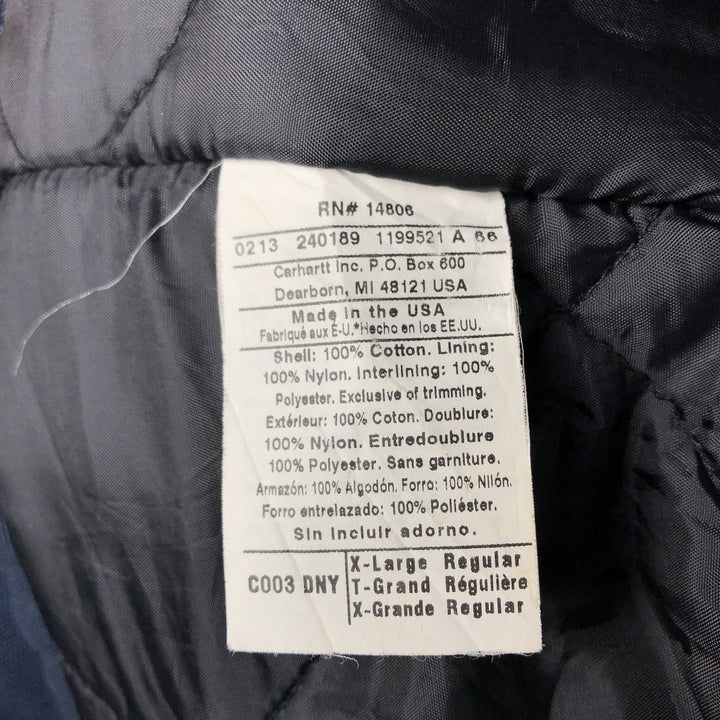 RN# 14806
0213 240189 1199521 A 66
Carhartt Inc. P.O. Box 600
Dearborn, MI 48121 USA
Made in the USA
Fabriqué aux É-U.*Hecho en los EE.UU.
Shell: 100% Cotton. Lining:
100% Nylon. Interlining: 100%
Polyester. Exclusive of trimming.
Extérieur: 100% Coton. Doublure:
100% Nylon. Entredoublure
100% Polyester. Sans garniture.
Armazón: 100% Algodón. Forro: 100% Nilón.
Forro entrelazado: 100% Poliéster.
Sin incluir adorno.
C003 DNY
X-Large Regular
T-Grand Régulière
X-Grande Regular